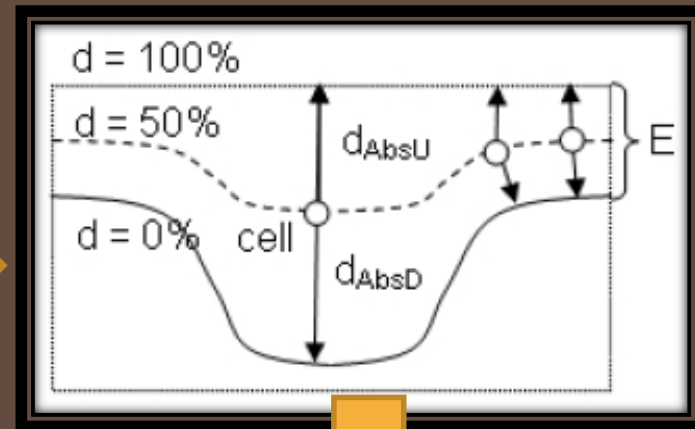 d = 100%
d = 50%
dAbsU
E
d = 0%
cell
dAbsD